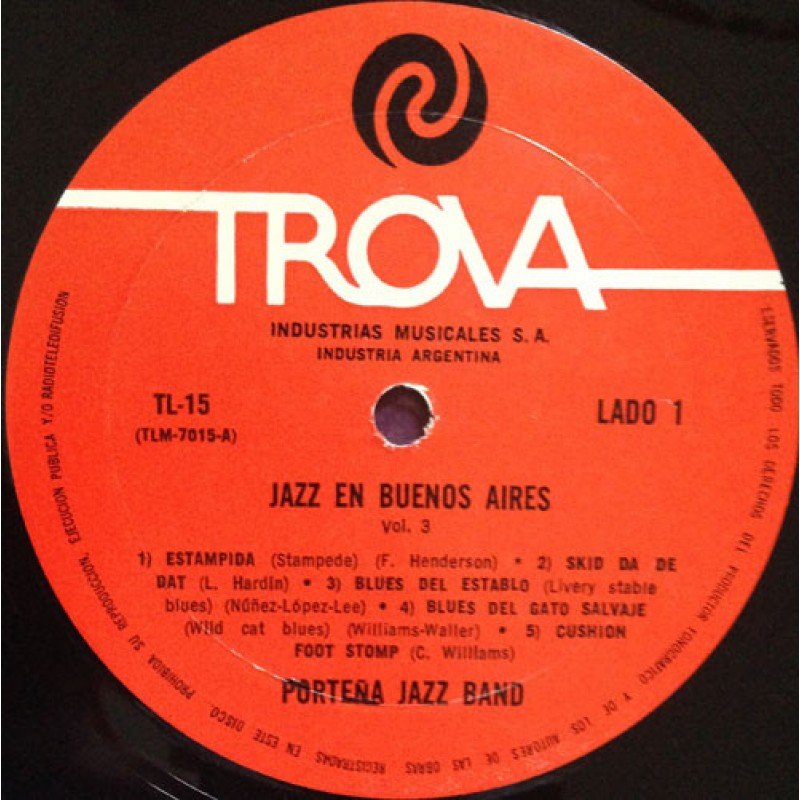 TROVA
INDUSTRIAS MUSICALES S.A.
INDUSTRIA ARGENTINA
TL-15
(TLM-7015-A)
LADO 1
JAZZ EN BUENOS AIRES
Vol. 3
1) ESTAMPIDA (Stampede) (F. Henderson) • 2) SKID DA DE
DAT (L. Hardin) • 3) BLUES DEL ESTABLO (Livery stable
blues) (Núñez-López-Lee) • 4) BLUES DEL GATO SALVAJE
(Wild cat blues) (Williams-Waller) • 5) CUSHION
FOOT STOMP (C. Williams)
PORTEÑA JAZZ BAND
ESERVADOS TODO LOS DERECHOS DEL PRODUCTOR FONOGRAFICO Y DE LOS AUTORES DE LAS OBRAS REGISTRADAS EN ESTE DISCO. PROHIBIDA SU REPRODUCCION, EJECUCION PUBLICA Y/O RADIOTELEDIFUSION